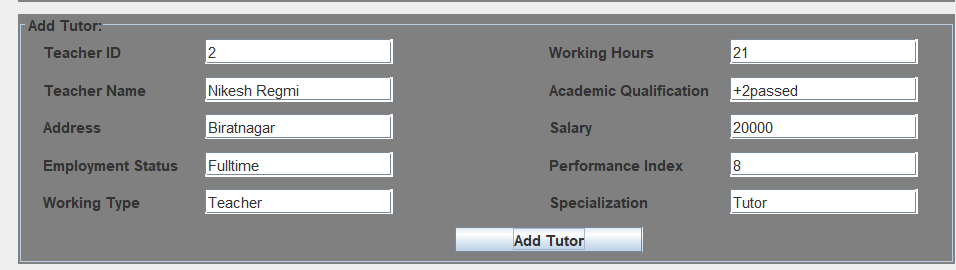 Add Tutor:
Teacher ID 2 Working Hours 21
Teacher Name Nikesh Regmi Academic Qualification +2passed
Address Biratnagar Salary 20000
Employment Status Fulltime Performance Index 8
Working Type Teacher Specialization Tutor
Add Tutor